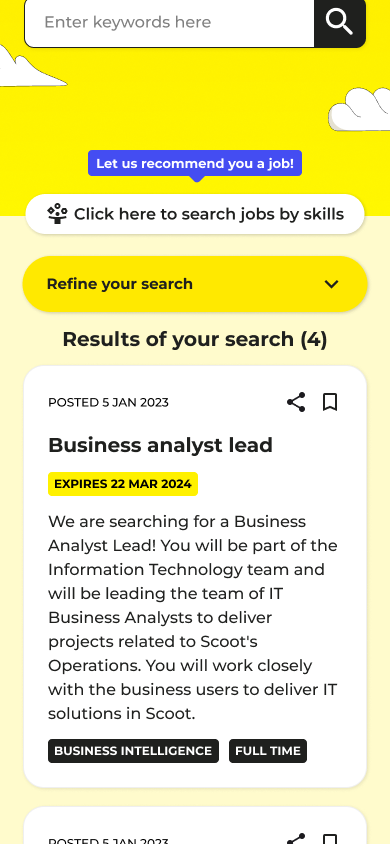 Enter keywords here
Let us recommend you a job!
Click here to search jobs by skills
Refine your search
Results of your search (4)
POSTED 5 JAN 2023
Business analyst lead
EXPIRES 22 MAR 2024
We are searching for a Business
Analyst Lead! You will be part of the
Information Technology team and
will be leading the team of IT
Business Analysts to deliver
projects related to Scoot's
Operations. You will work closely
with the business users to deliver IT
solutions in Scoot.
BUSINESS INTELLIGENCE FULL TIME
POSTED 5 JAN 2023